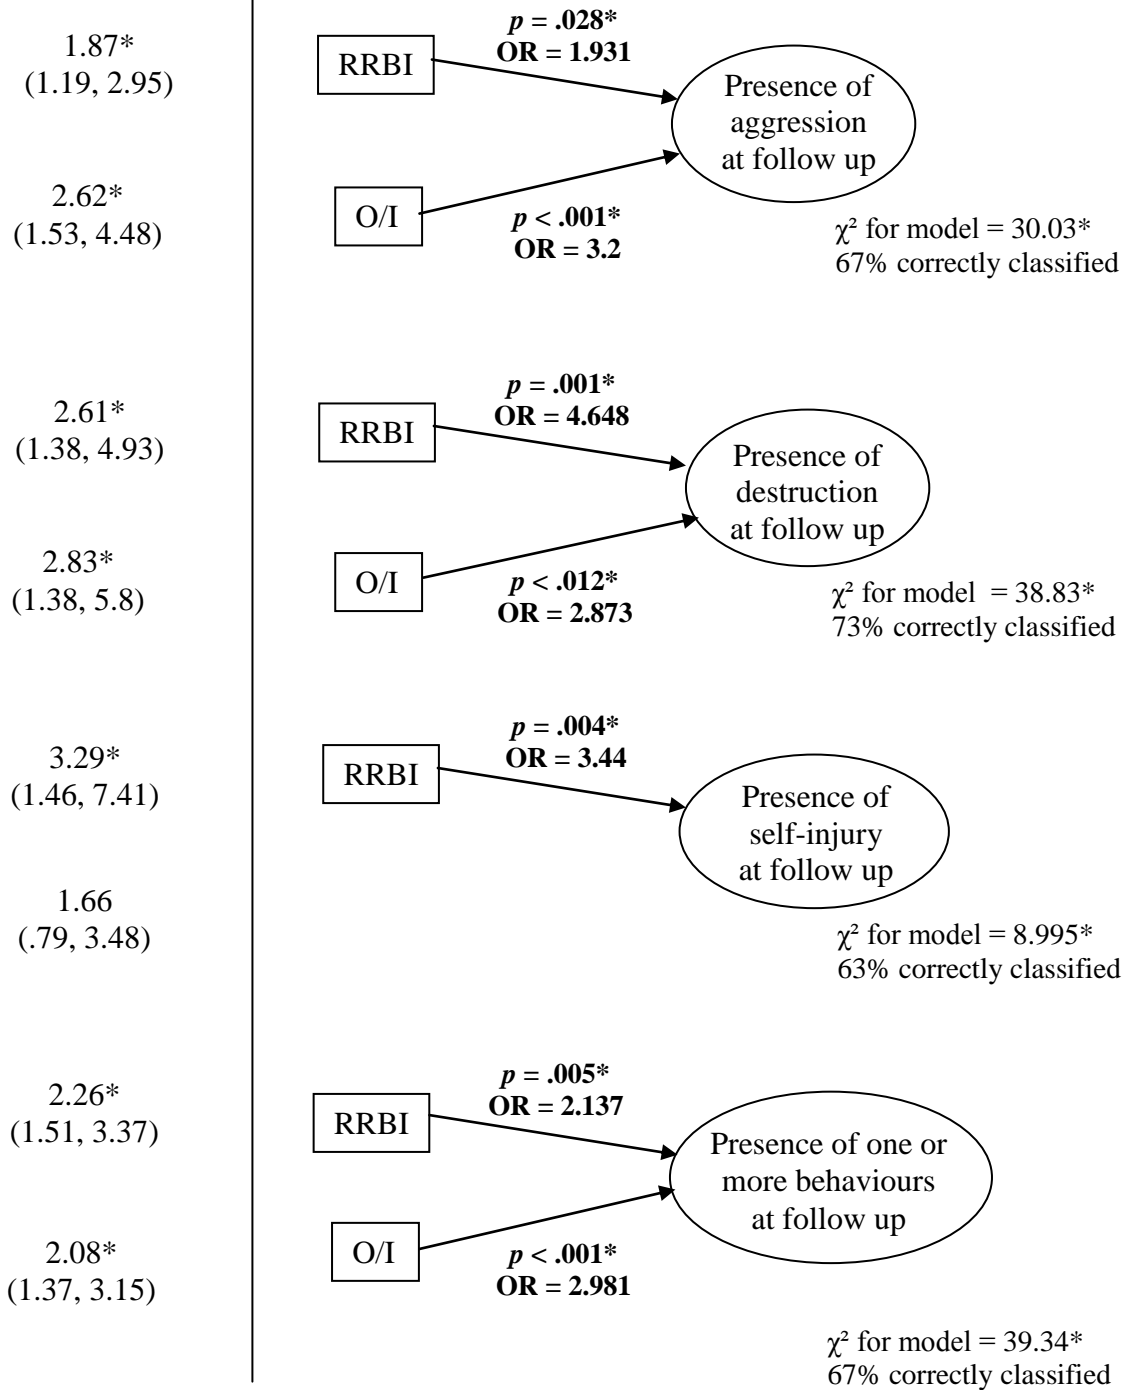 1.87*
(1.19, 2.95)
RRBI
p = .028*
OR = 1.931
Presence of
aggression
at follow up
2.62*
(1.53, 4.48)
O/I
p < .001*
OR = 3.2
χ² for model = 30.03*
67% correctly classified
2.61*
(1.38, 4.93)
RRBI
p = .001*
OR = 4.648
Presence of
destruction
at follow up
2.83*
(1.38, 5.8)
O/I
p < .012*
OR = 2.873
χ² for model = 38.83*
73% correctly classified
3.29*
(1.46, 7.41)
RRBI
p = .004*
OR = 3.44
Presence of
self-injury
at follow up
1.66
(.79, 3.48)
χ² for model = 8.995*
63% correctly classified
2.26*
(1.51, 3.37)
RRBI
p = .005*
OR = 2.137
Presence of one or
more behaviours
at follow up
2.08*
(1.37, 3.15)
O/I
p < .001*
OR = 2.981
χ² for model = 39.34*
67% correctly classified